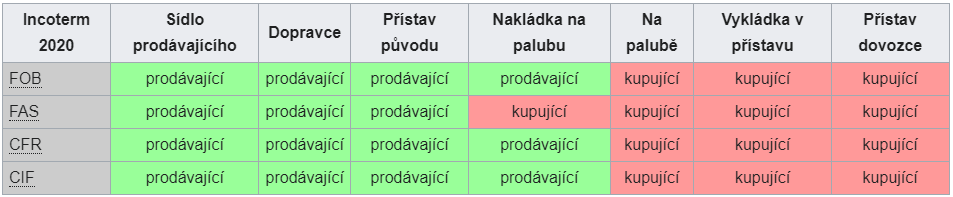 Incoterm 2020 Sídlo prodávajícího Dopravce Přístav původu Nakládka na palubu Na palubě Vykládka v přístavu Přístav dovozce
FOB prodávající prodávající prodávající prodávající kupující kupující kupující
FAS prodávající prodávající prodávající kupující kupující kupující kupující
CFR prodávající prodávající prodávající prodávající kupující kupující kupující
CIF prodávající prodávající prodávající prodávající kupující kupující kupující